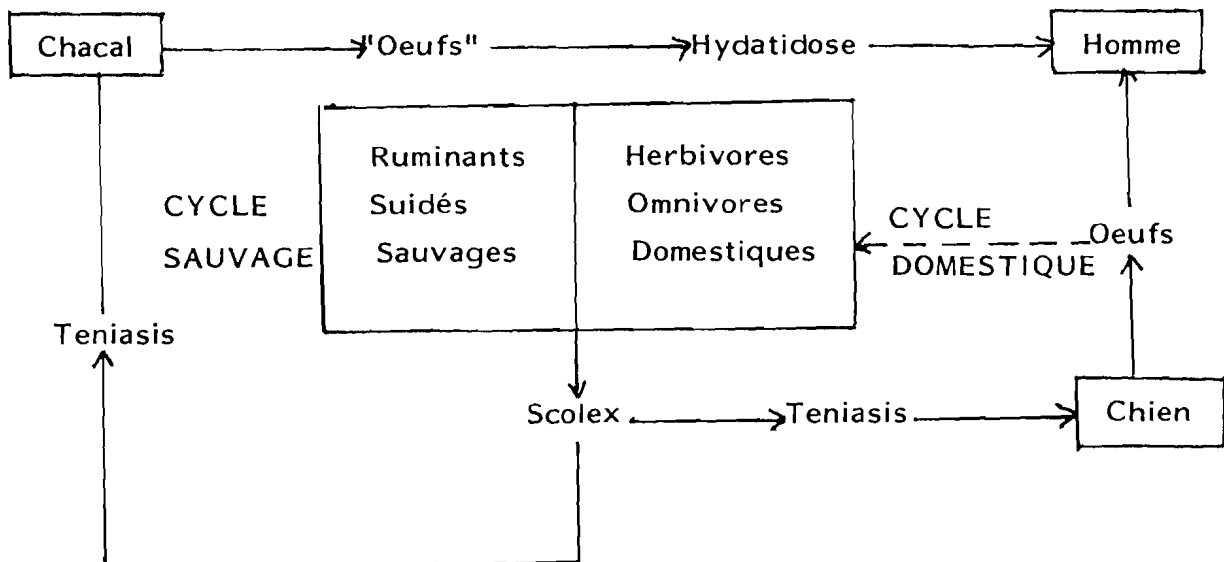 Chacal
"Oeufs"
Hydatidose
Homme
Ruminants
Suidés
Sauvages
Herbivores
Omnivores
Domestiques
CYCLE
SAUVAGE
CYCLE
DOMESTIQUE
Oeufs
Teniasis
Scolex
Teniasis
Chien